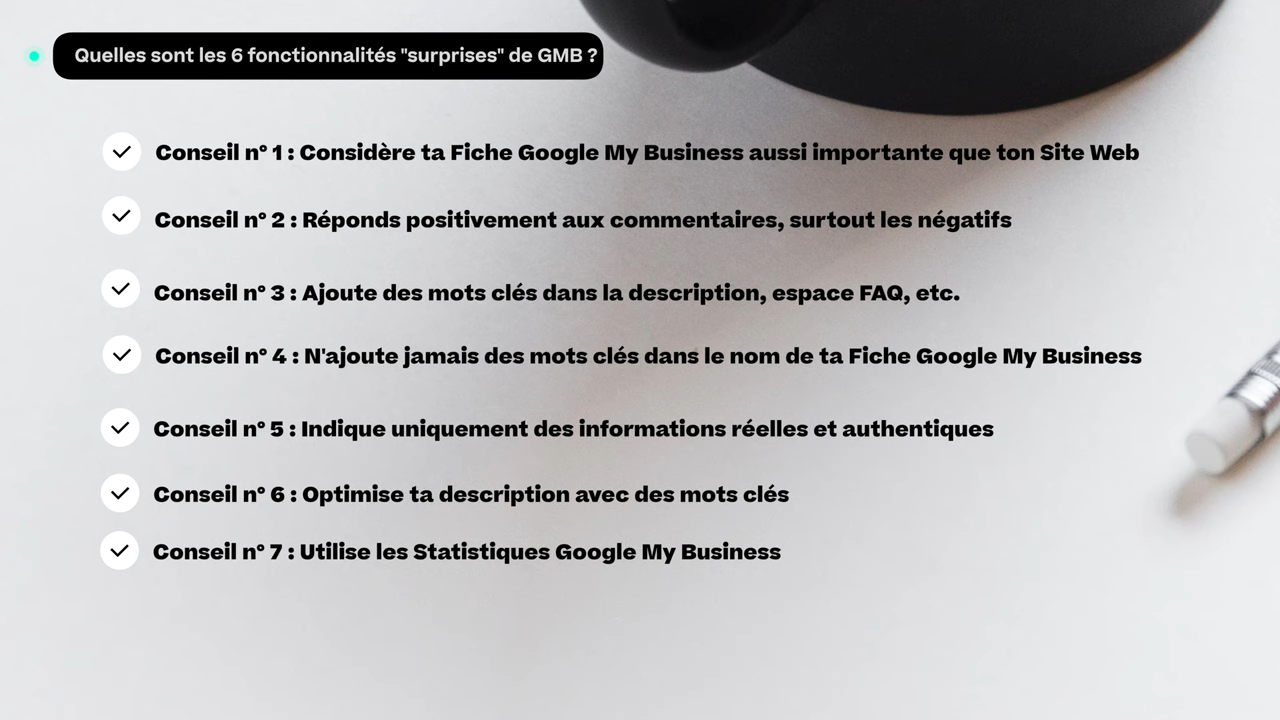 Quelles sont les 6 fonctionnalités "surprises" de GMB ?
Conseil n° 1 : Considère ta Fiche Google My Business aussi importante que ton Site Web
Conseil n° 2 : Réponds positivement aux commentaires, surtout les négatifs
Conseil n° 3 : Ajoute des mots clés dans la description, espace FAQ, etc.
Conseil n° 4 : N'ajoute jamais des mots clés dans le nom de ta Fiche Google My Business
Conseil n° 5 : Indique uniquement des informations réelles et authentiques
Conseil n° 6 : Optimise ta description avec des mots clés
Conseil n° 7 : Utilise les Statistiques Google My Business